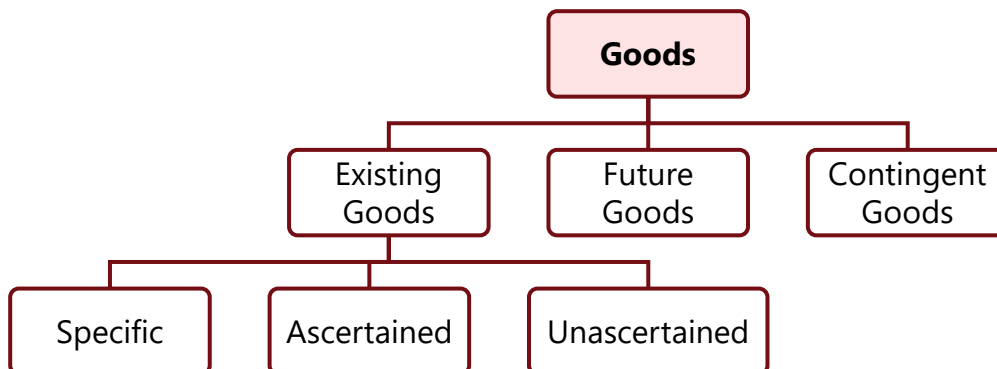 Goods
Existing
Goods
Future
Goods
Contingent
Goods
Specific
Ascertained
Unascertained